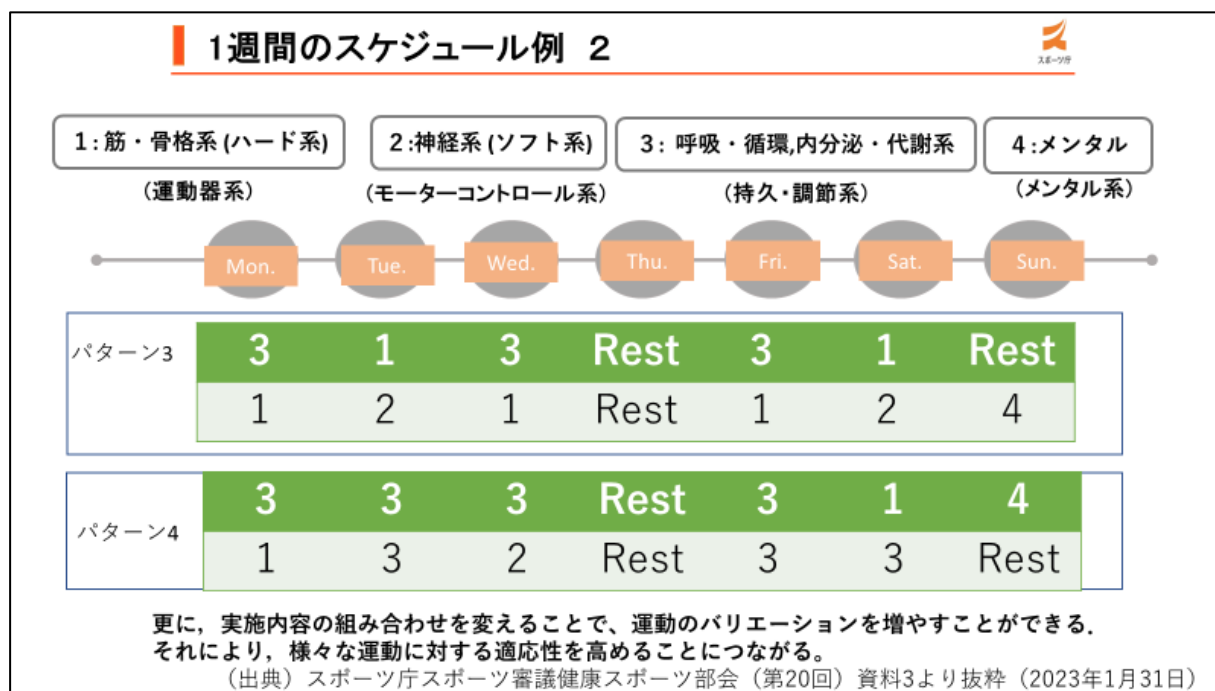 1週間のスケジュール例 2
スポーツ庁
1:筋・骨格系(ハード系)
2:神経系(ソフト系)
3: 呼吸・循環,内分泌・代謝系
4:メンタル
(運動器系)
(モーターコントロール系)
(持久・調節系)
(メンタル系)
Mon. Tue. Wed. Thu. Fri. Sat. Sun.
パターン3
3 1 3 Rest 3 1 Rest
1 2 1 Rest 1 2 4
パターン4
3 3 3 Rest 3 1 4
1 3 2 Rest 3 3 Rest
更に，実施内容の組み合わせを変えることで、運動のバリエーションを増やすことができる.
それにより，様々な運動に対する適応性を高めることにつながる。
（出典）スポーツ庁スポーツ審議健康スポーツ部会（第20回）資料3より抜粋（2023年1月31日）